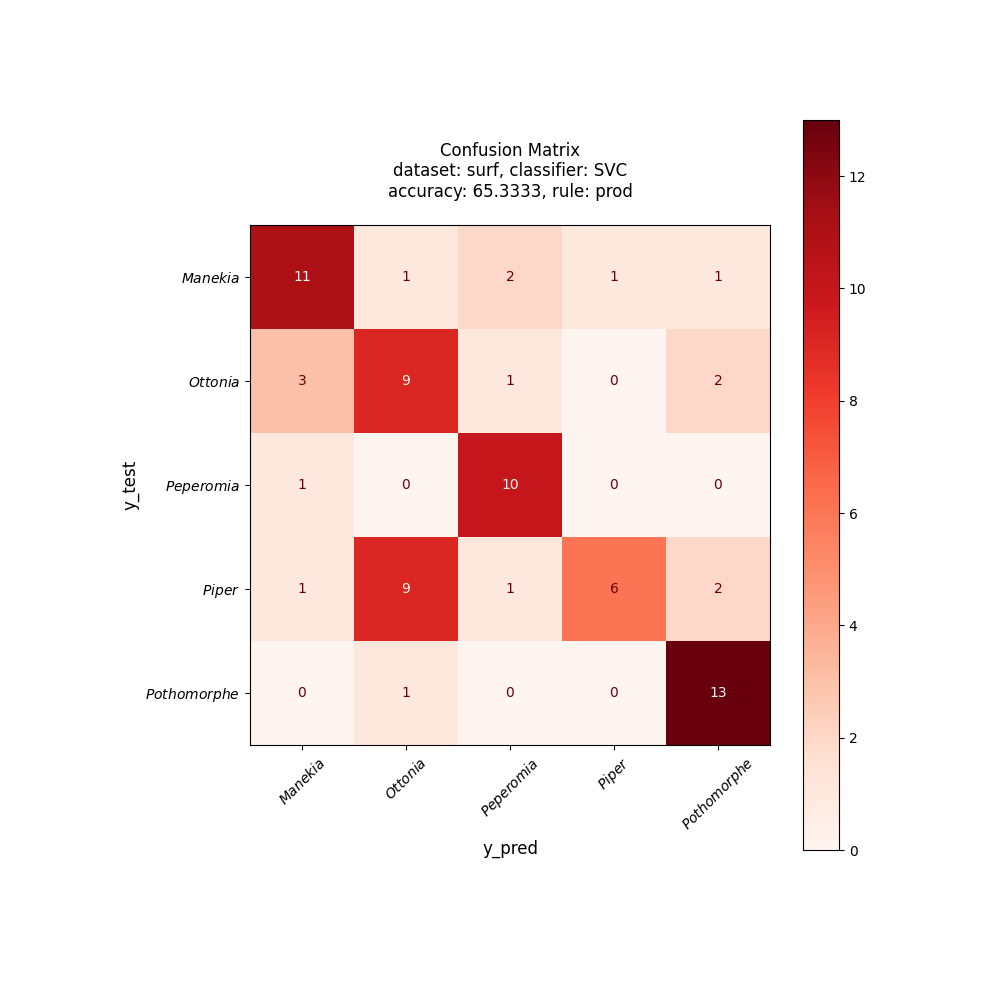 Confusion Matrix
dataset: surf, classifier: SVC
accuracy: 65.3333, rule: prod
Manekia 11 1 2 1 1
Ottonia 3 9 1 0 2
Peperomia 1 0 10 0 0
Piper 1 9 1 6 2
Pothomorphe 0 1 0 0 13
y_test
Manekia Ottonia Peperomia Piper Pothomorphe
y_pred
12
10
8
6
4
2
0